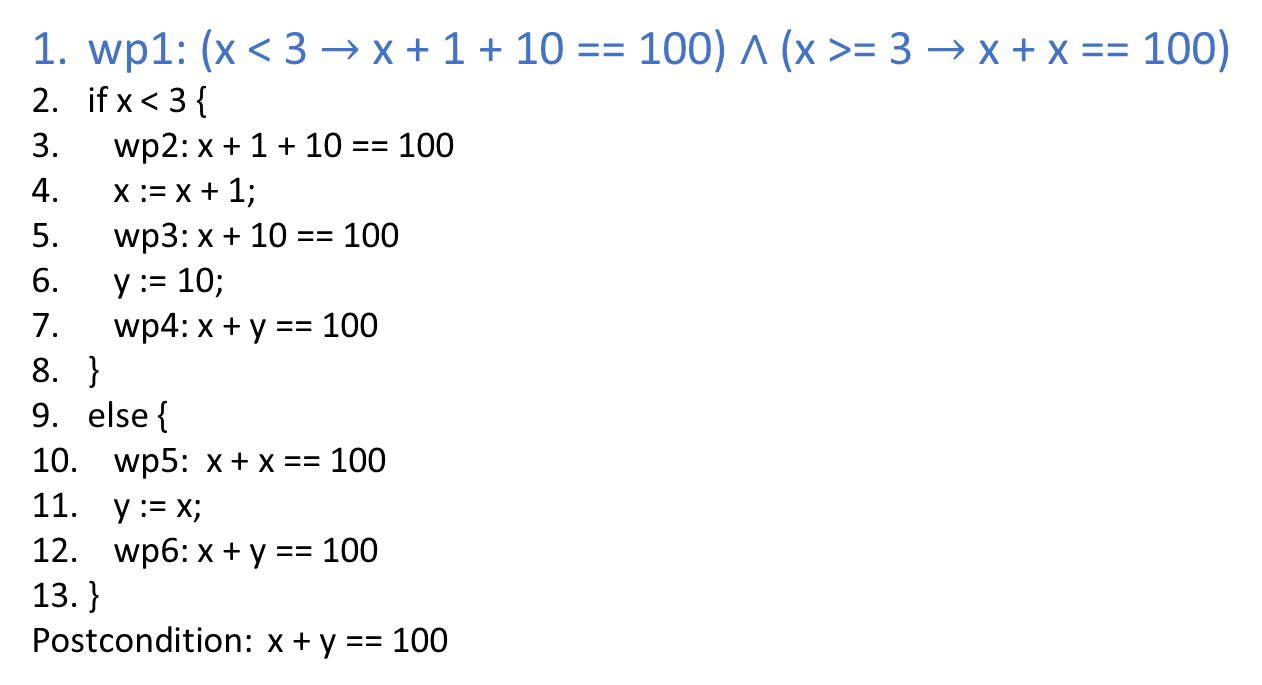 1. wp1: (x < 3 → x + 1 + 10 == 100) ∧ (x >= 3 → x + x == 100)
2. if x < 3 {
3. wp2: x + 1 + 10 == 100
4. x := x + 1;
5. wp3: x + 10 == 100
6. y := 10;
7. wp4: x + y == 100
8. }
9. else {
10. wp5: x + x == 100
11. y := x;
12. wp6: x + y == 100
13. }
Postcondition: x + y == 100